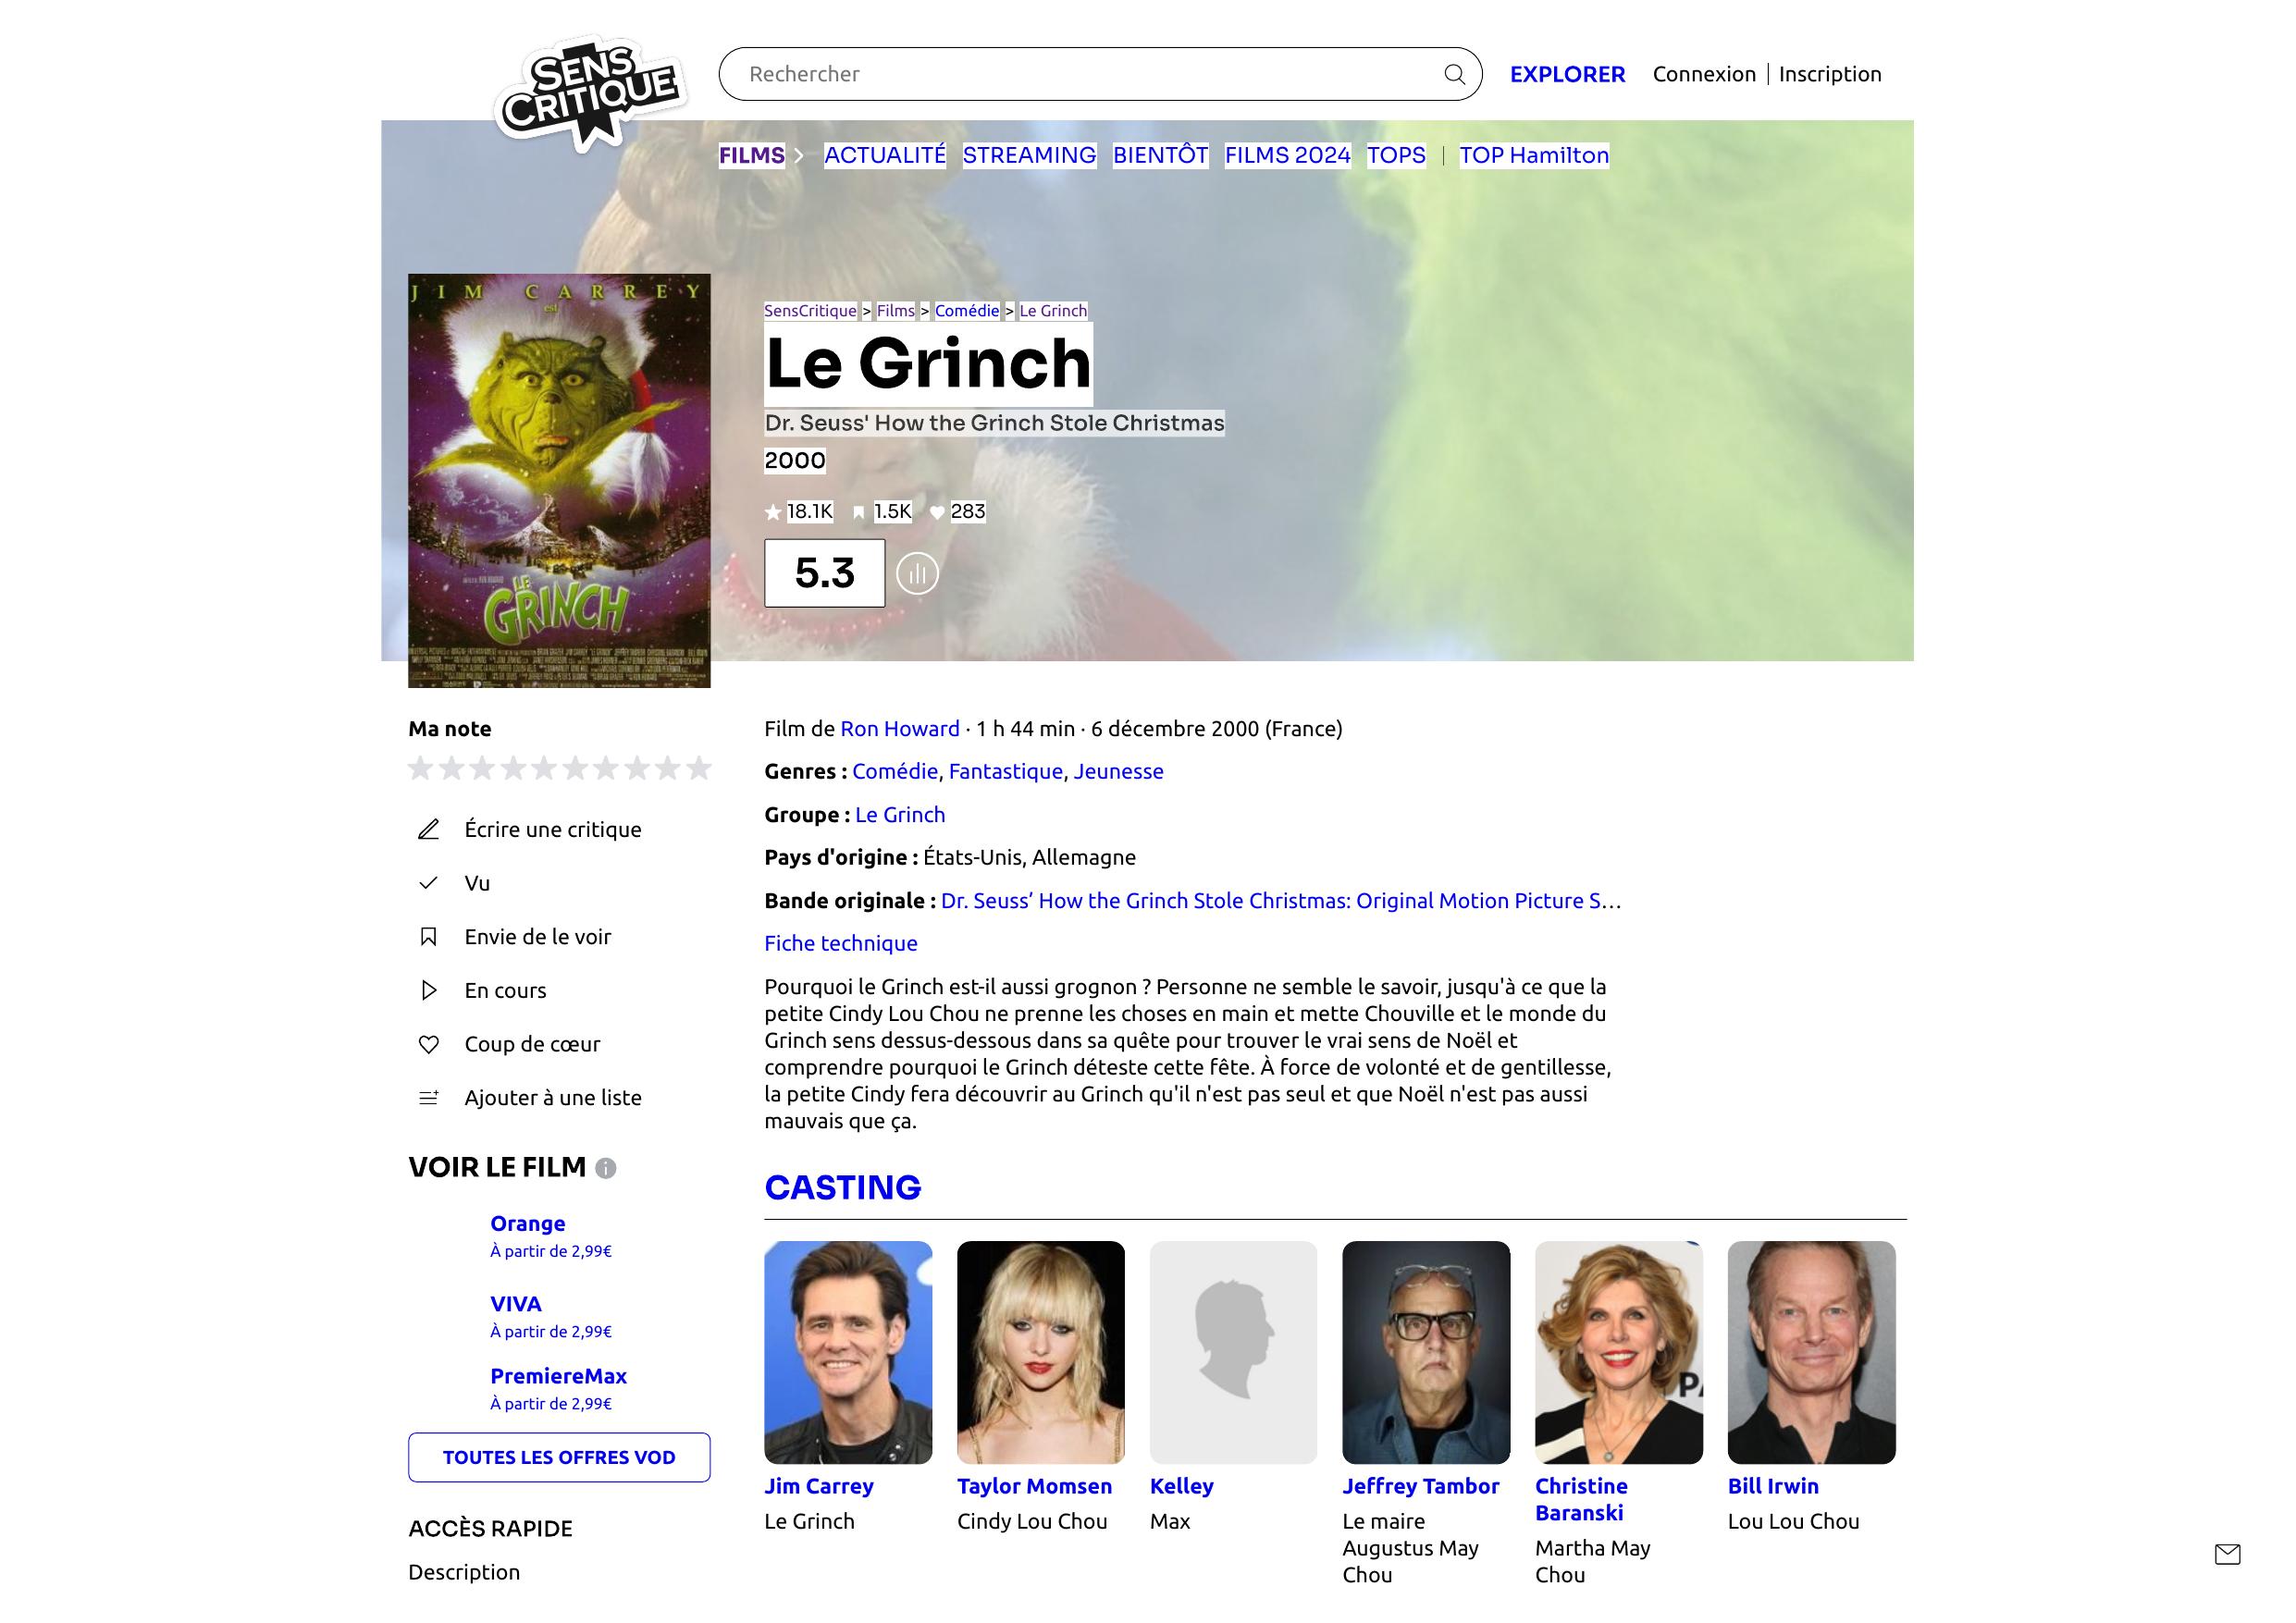 SENS
CRITIQUE
Rechercher
EXPLORER
Connexion
Inscription
FILMS
ACTUALITÉ
STREAMING
BIENTÔT
FILMS 2024
TOPS
TOP Hamilton
JIM CARREY
est
LE
GRINCH
SensCritique > Films > Comédie > Le Grinch
Le Grinch
Dr. Seuss' How the Grinch Stole Christmas
2000
18.1K
1.5K
283
5.3
Ma note
Écrire une critique
Vu
Envie de le voir
En cours
Coup de cœur
Ajouter à une liste
VOIR LE FILM
Orange
À partir de 2,99€
VIVA
À partir de 2,99€
PremiereMax
À partir de 2,99€
TOUTES LES OFFRES VOD
ACCÈS RAPIDE
Description
Film de Ron Howard · 1 h 44 min · 6 décembre 2000 (France)
Genres : Comédie, Fantastique, Jeunesse
Groupe : Le Grinch
Pays d'origine : États-Unis, Allemagne
Bande originale : Dr. Seuss’ How the Grinch Stole Christmas: Original Motion Picture S…
Fiche technique
Pourquoi le Grinch est-il aussi grognon ? Personne ne semble le savoir, jusqu'à ce que la
petite Cindy Lou Chou ne prenne les choses en main et mette Chouville et le monde du
Grinch sens dessus-dessous dans sa quête pour trouver le vrai sens de Noël et
comprendre pourquoi le Grinch déteste cette fête. À force de volonté et de gentillesse,
la petite Cindy fera découvrir au Grinch qu'il n'est pas seul et que Noël n'est pas aussi
mauvais que ça.
CASTING
Jim Carrey
Le Grinch
Taylor Momsen
Cindy Lou Chou
Kelley
Max
Jeffrey Tambor
Le maire
Augustus May
Chou
Christine
Baranski
Martha May
Chou
Bill Irwin
Lou Lou Chou